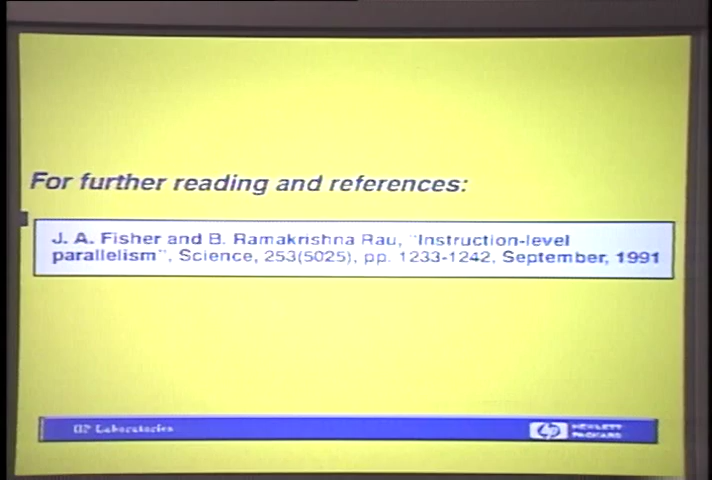 For further reading and references:
J. A. Fisher and B. Ramakrishna Rau, "Instruction-level
parallelism", Science, 253(5025), pp. 1233-1242, September, 1991
HP Laboratories
hp HEWLETT
PACKARD